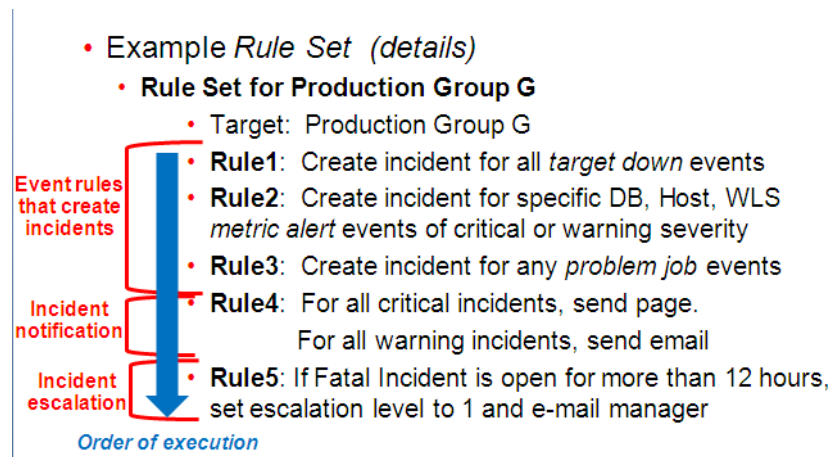 • Example Rule Set (details)
• Rule Set for Production Group G
• Target: Production Group G
Event rules
that create
incidents
• Rule1: Create incident for all target down events
• Rule2: Create incident for specific DB, Host, WLS
metric alert events of critical or warning severity
• Rule3: Create incident for any problem job events
Incident
notification
• Rule4: For all critical incidents, send page.
For all warning incidents, send email
Incident
escalation
• Rule5: If Fatal Incident is open for more than 12 hours,
set escalation level to 1 and e-mail manager
Order of execution